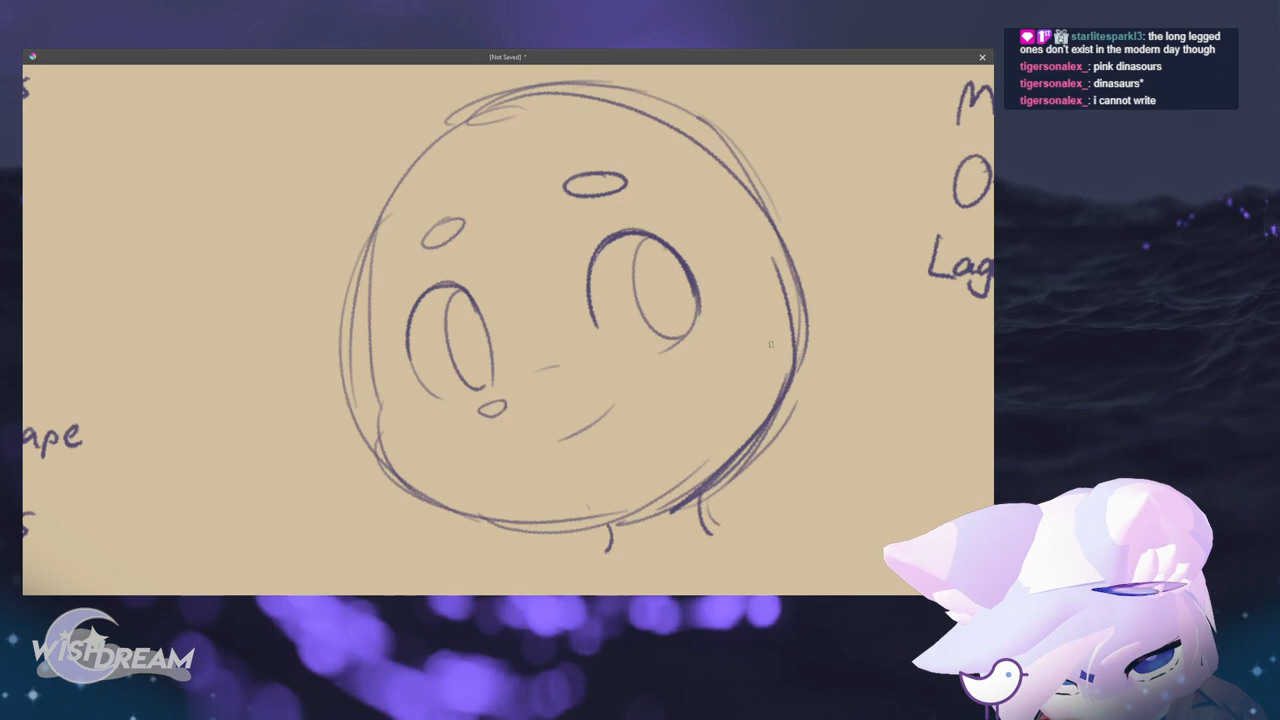 [Not Saved] *
starlitesparkl3: the long legged
ones don't exist in the modern day though
tigersonalex_: pink dinasours
tigersonalex_: dinasaurs*
tigersonalex_: i cannot write
s
M
O
Lag
ape
s
WISHDREAM